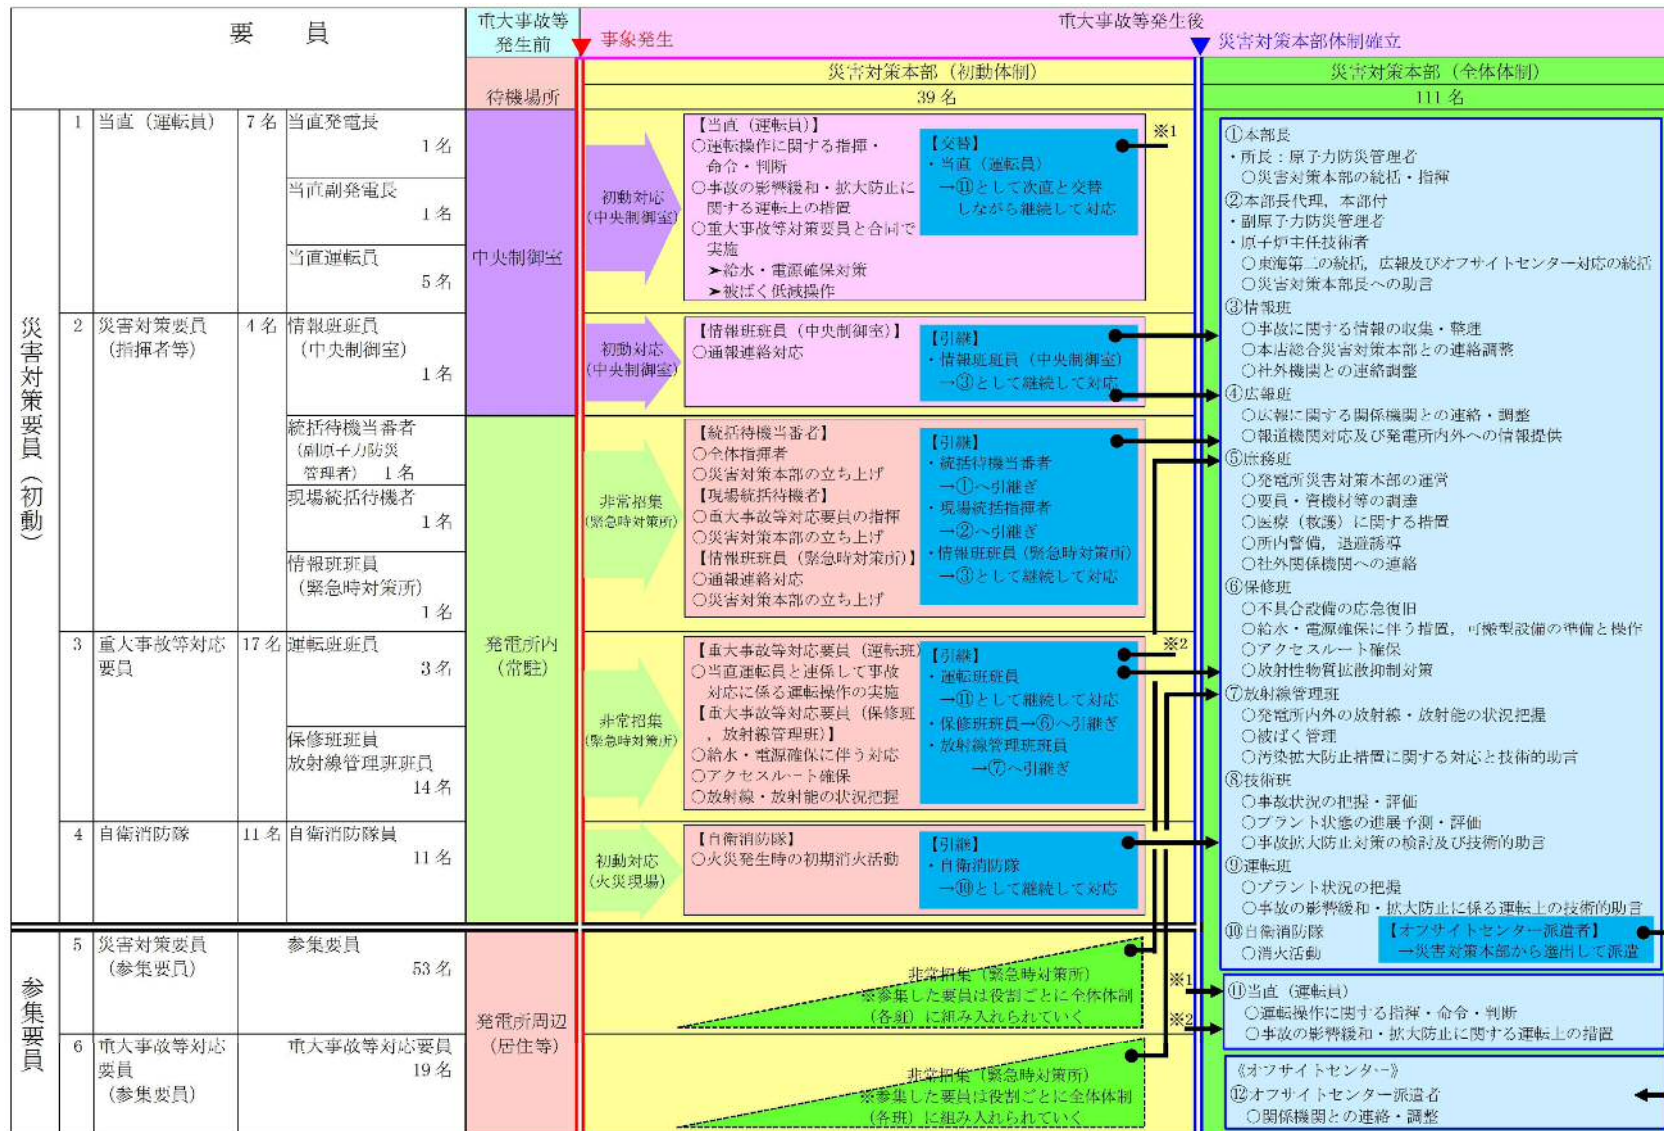 要員
重大事故等
発生前
重大事故等発生後
事象発生
災害対策本部体制確立
待機場所
災害対策本部（初動体制）
39 名
災害対策本部（全体体制）
111 名
災害対策要員（初動）
1 当直（運転員） 7 名
当直発電長
1 名
当直副発電長
1 名
当直運転員
5 名
中央制御室
初動対応
(中央制御室)
【当直（運転員）】
○運転操作に関する指揮・
命令・判断
○事故の影響緩和・拡大防止に
関する運転上の措置
○重大事故等対策要員と合同で
実施
➤給水・電源確保対策
➤被ばく低減操作
【交替】
・当直（運転員）
→⑪として次直と交替
しながら継続して対応
※1
2 災害対策要員 4 名
（指揮者等）
情報班班員
（中央制御室）
1 名
初動対応
(中央制御室)
【情報班班員（中央制御室）】
○通報連絡対応
【引継】
・情報班班員（中央制御室）
→③として継続して対応
統括待機当番者
（副原子力防災
管理者） 1 名
現場統括待機者
1 名
情報班班員
（緊急時対策所）
1 名
発電所内
（常駐）
非常招集
(緊急時対策所)
【統括待機当番者】
○全体指揮者
○災害対策本部の立ち上げ
【現場統括待機者】
○重大事故等対応要員の指揮
○災害対策本部の立ち上げ
【情報班班員（緊急時対策所）】
○通報連絡対応
○災害対策本部の立ち上げ
【引継】
・統括待機当番者
→①へ引継ぎ
・現場統括指揮者
→②へ引継ぎ
・情報班班員（緊急時対策所）
→③として継続して対応
3 重大事故等対応 17 名
要員
運転班班員
3 名
保修班班員
放射線管理班班員
14 名
非常招集
(緊急時対策所)
【重大事故等対応要員（運転班）】
○当直運転員と連係して事故
対応に係る運転操作の実施
【重大事故等対応要員（保修班
，放射線管理班)】
○給水・電源確保に伴う対応
○アクセスルート確保
○放射線・放射能の状況把握
【引継】
・運転班班員
→⑪として継続して対応
・保修班班員→⑥へ引継ぎ
・放射線管理班班員
→⑦へ引継ぎ
※2
4 自衛消防隊 11 名
自衛消防隊員
11 名
初動対応
(火災現場)
【自衛消防隊】
○火災発生時の初期消火活動
【引継】
・自衛消防隊
→⑩として継続して対応
参集要員
5 災害対策要員
（参集要員）
参集要員
53 名
発電所周辺
（居住等）
非常招集（緊急時対策所）
※参集した要員は役割ごとに全体体制
（各班）に組み入れられていく
6 重大事故等対応
要員
（参集要員）
重大事故等対応要員
19 名
非常招集（緊急時対策所）
※参集した要員は役割ごとに全体体制
（各班）に組み入れられていく
①本部長
・所長：原子力防災管理者
○災害対策本部の統括・指揮
②本部長代理，本部付
・副原子力防災管理者
・原子炉主任技術者
○東海第二の統括，広報及びオフサイトセンター対応の統括
○災害対策本部長への助言
③情報班
○事故に関する情報の収集・整理
○本店総合災害対策本部との連絡調整
○社外機関との連絡調整
④広報班
○広報に関する関係機関との連絡・調整
○報道機関対応及び発電所内外への情報提供
⑤庶務班
○発電所災害対策本部の運営
○要員・資機材等の調達
○医療（救護）に関する措置
○所内警備，退避誘導
○社外関係機関への連絡
⑥保修班
○不具合設備の応急復旧
○給水・電源確保に伴う措置，可搬型設備の準備と操作
○アクセスルート確保
○放射性物質拡散抑制対策
⑦放射線管理班
○発電所内外の放射線・放射能の状況把握
○被ばく管理
○汚染拡大防止措置に関する対応と技術的助言
⑧技術班
○事故状況の把握・評価
○プラント状態の進展予測・評価
○事故拡大防止対策の検討及び技術的助言
⑨運転班
○プラント状況の把握
○事故の影響緩和・拡大防止に係る運転上の技術的助言
⑩自衛消防隊
○消火活動
【オフサイトセンター派遣者】
→災害対策本部から選出して派遣
※1
⑪当直（運転員）
○運転操作に関する指揮・命令・判断
※2
○事故の影響緩和・拡大防止に関する運転上の措置
《オフサイトセンター》
⑫オフサイトセンター派遣者
○関係機関との連絡・調整